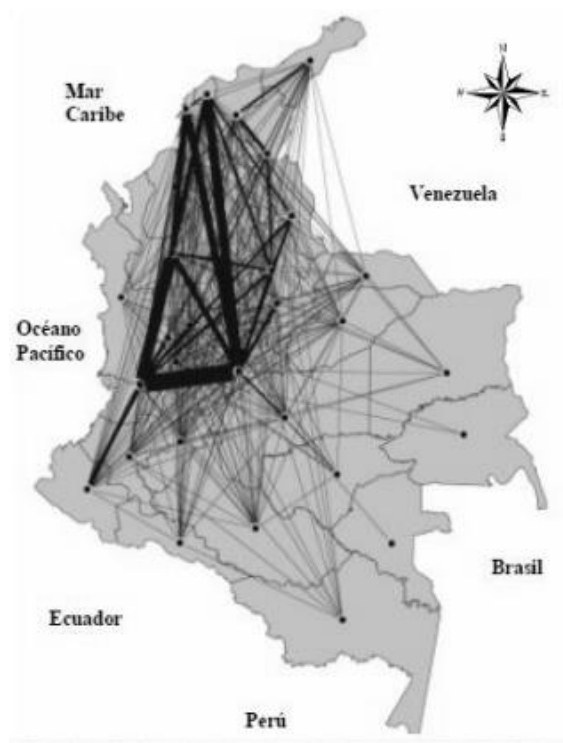 Mar
Caribe
N
Venezuela
Océano
Pacífico
Brasil
Ecuador
Perú